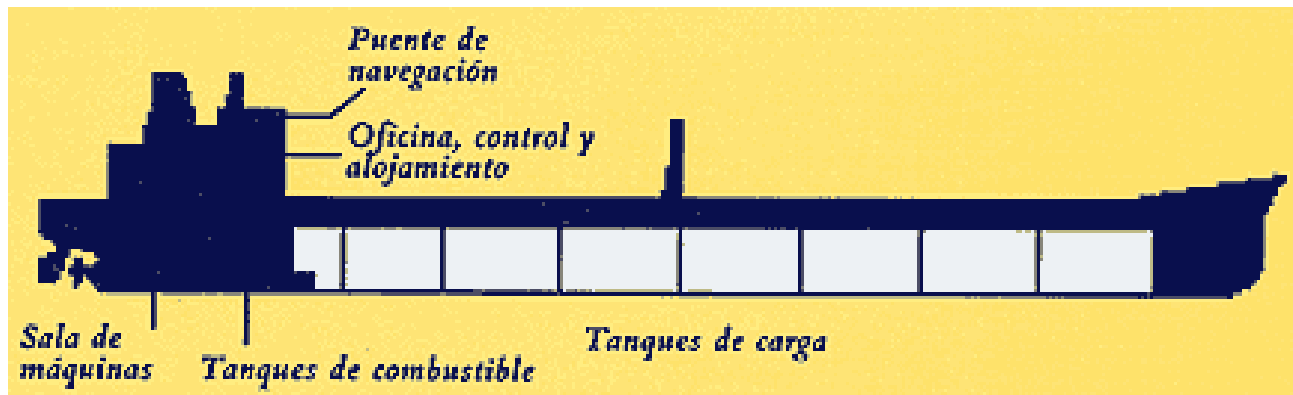 Puente de
navegación
Oficina, control y
alojamiento
Sala de
máquinas
Tanques de combustible
Tanques de carga